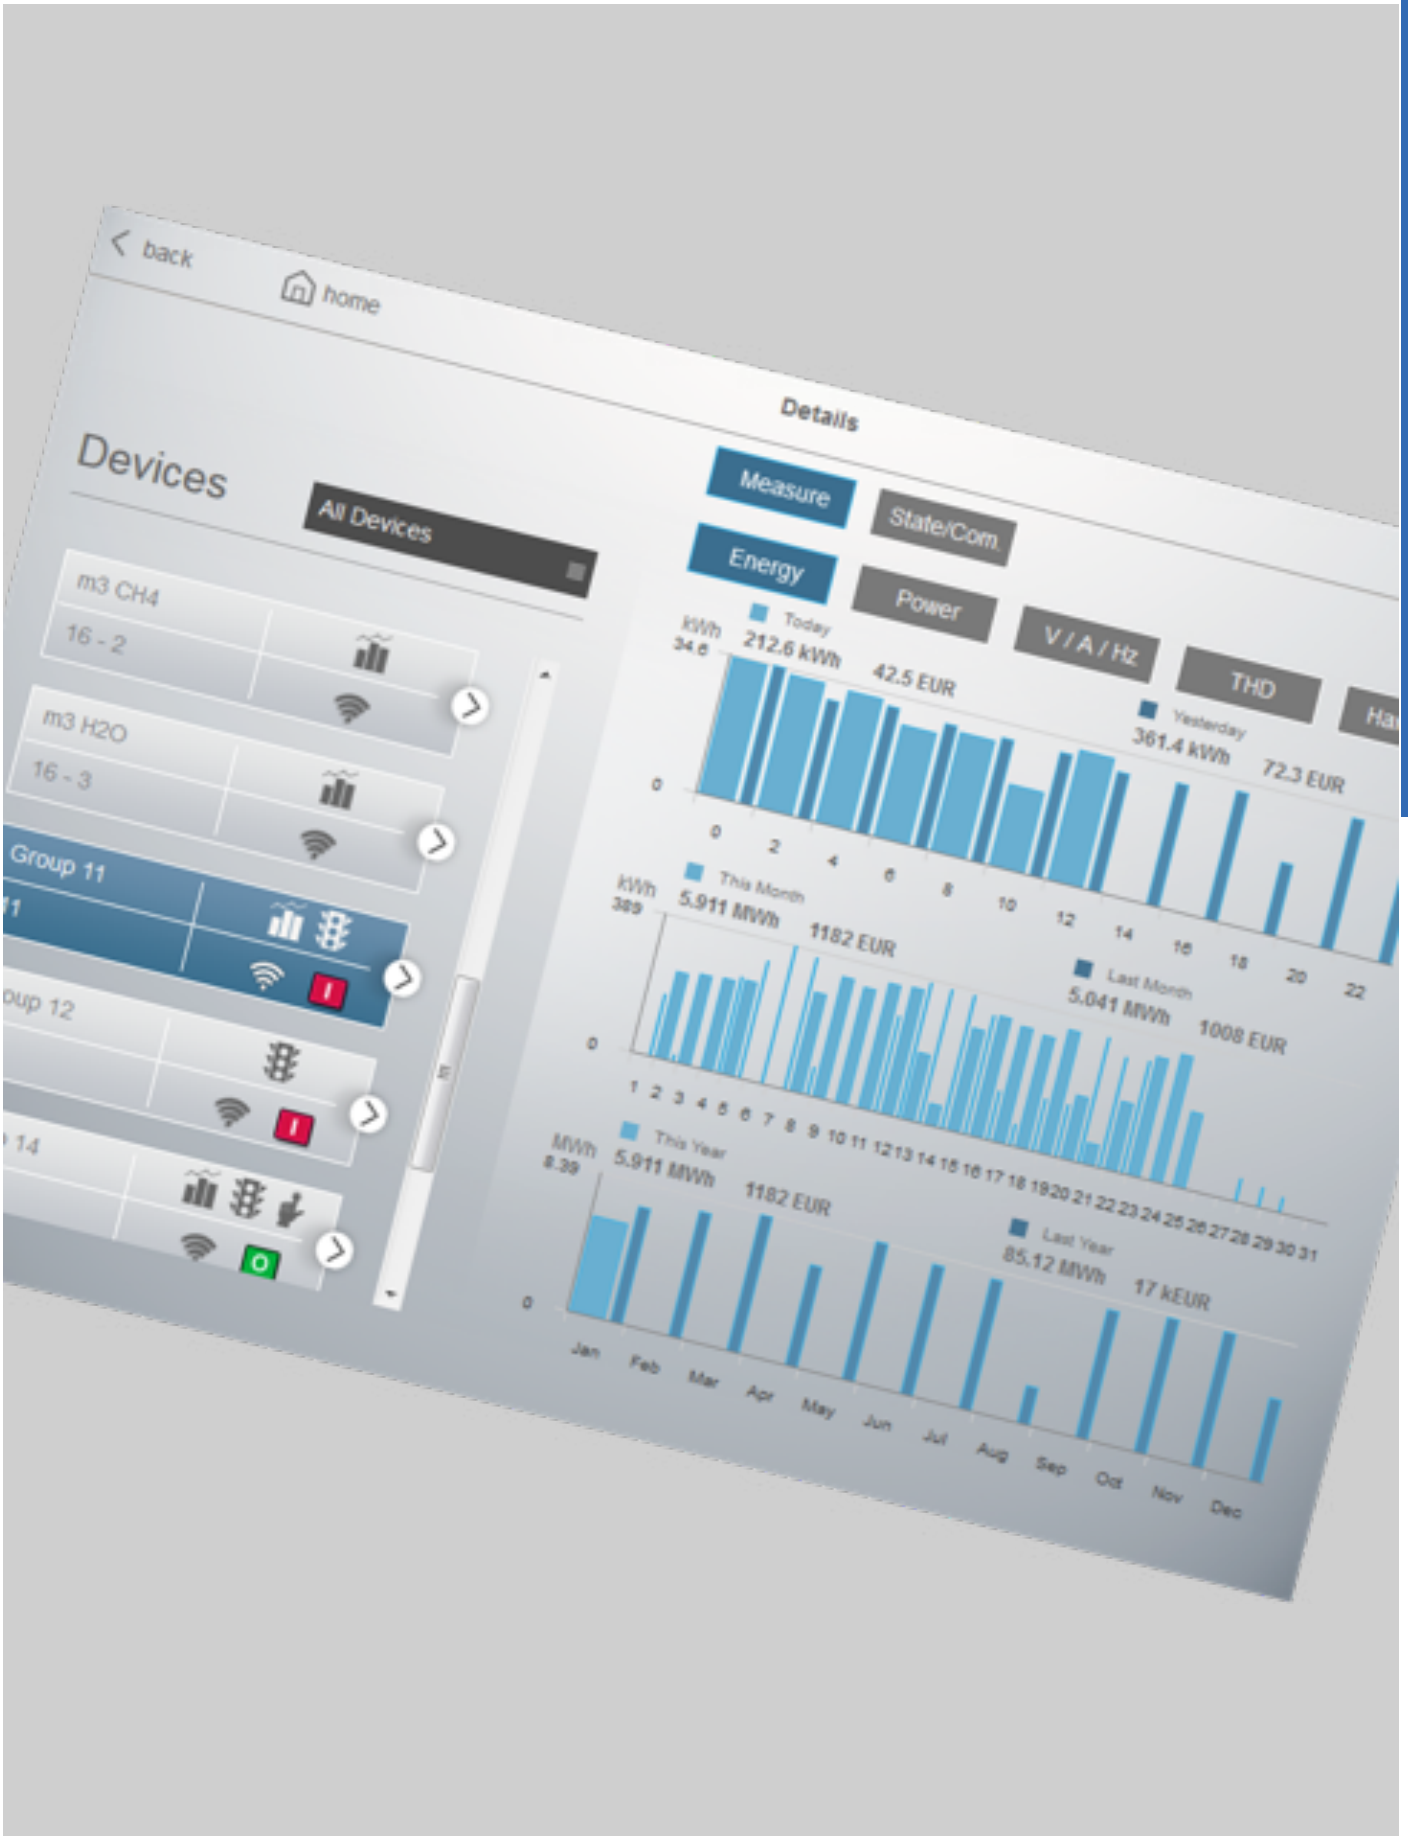 back
home
Details
Devices
All Devices
Measure
State/Com.
Energy
Power
V / A / Hz
THD
m3 CH4
16 - 2
m3 H2O
16 - 3
Group 11
11
oup 12
14
I
I
O
kWh
34.6
Today
212.6 kWh 42.5 EUR
Yesterday
361.4 kWh 72.3 EUR
0
0 2 4 6 8 10 12 14 16 18 20 22
kWh
389
This Month
5.911 MWh 1182 EUR
Last Month
5.041 MWh 1008 EUR
0
1 2 3 4 5 6 7 8 9 10 11 12 13 14 15 16 17 18 19 20 21 22 23 24 25 26 27 28 29 30 31
MWh
8.39
This Year
5.911 MWh 1182 EUR
Last Year
85.12 MWh 17 kEUR
0
Jan Feb Mar Apr May Jun Jul Aug Sep Oct Nov Dec